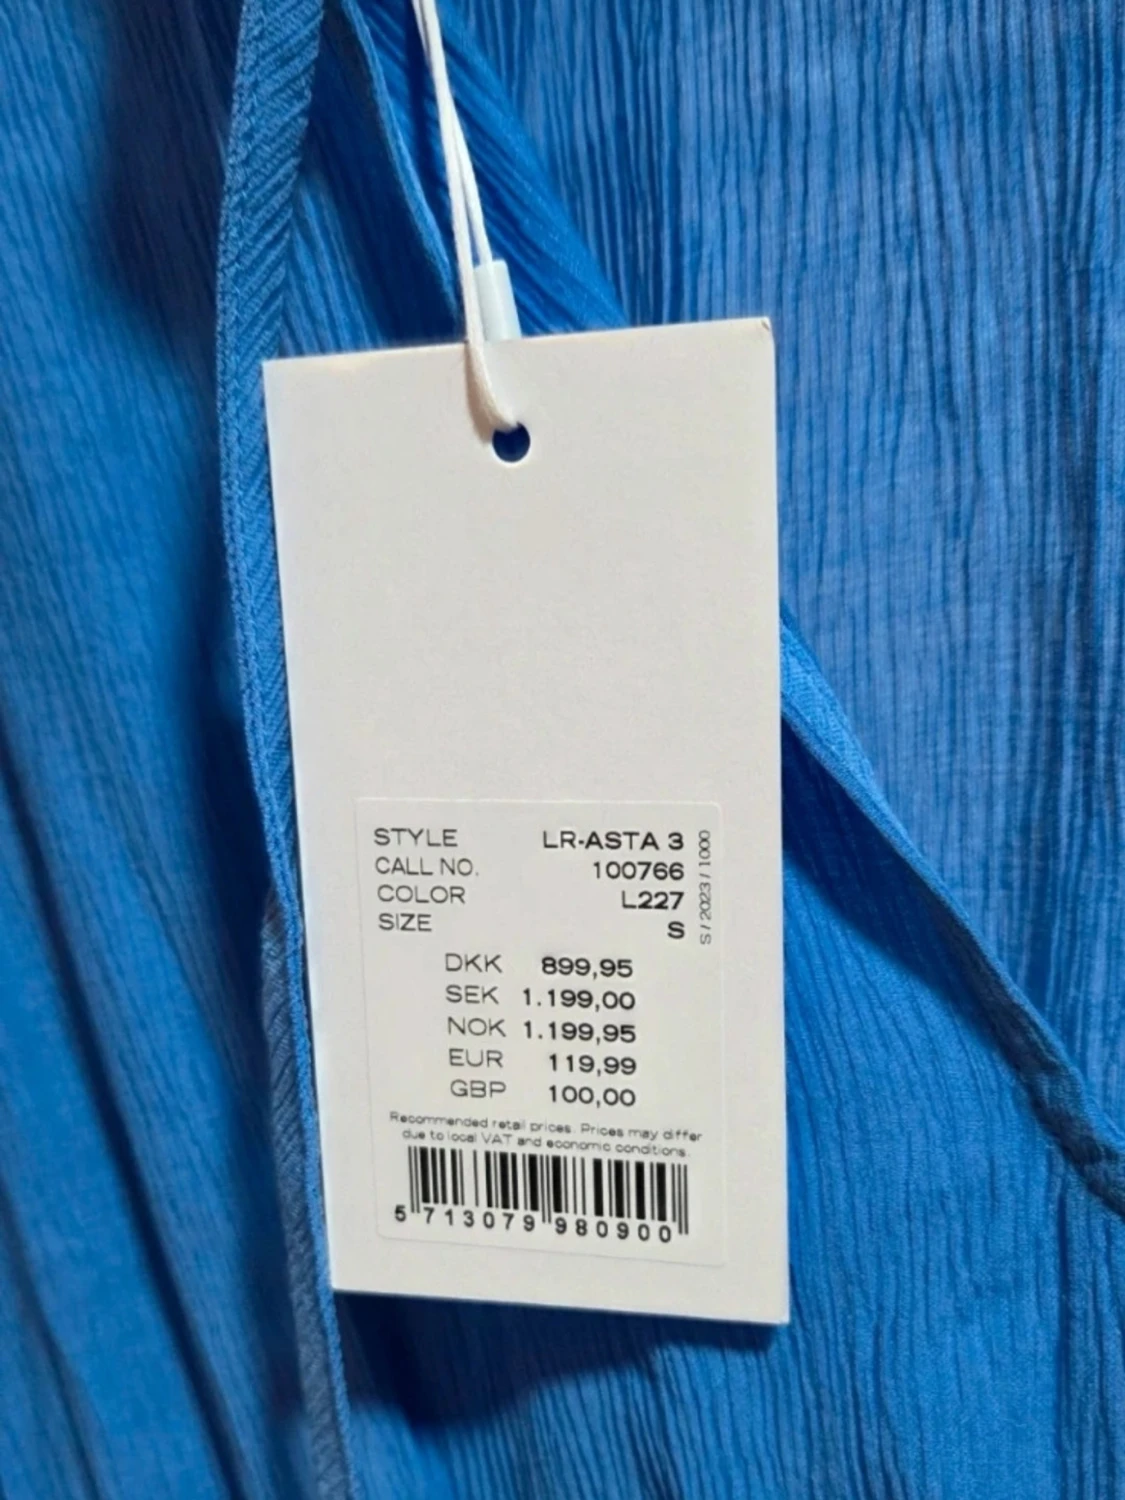 STYLE LR-ASTA 3
CALL NO. 100766
COLOR L227
SIZE S
S / 2023 / 1000
DKK 899,95
SEK 1.199,00
NOK 1.199,95
EUR 119,99
GBP 100,00
Recommended retail prices. Prices may differ
due to local VAT and economic conditions.
5 713079 980900